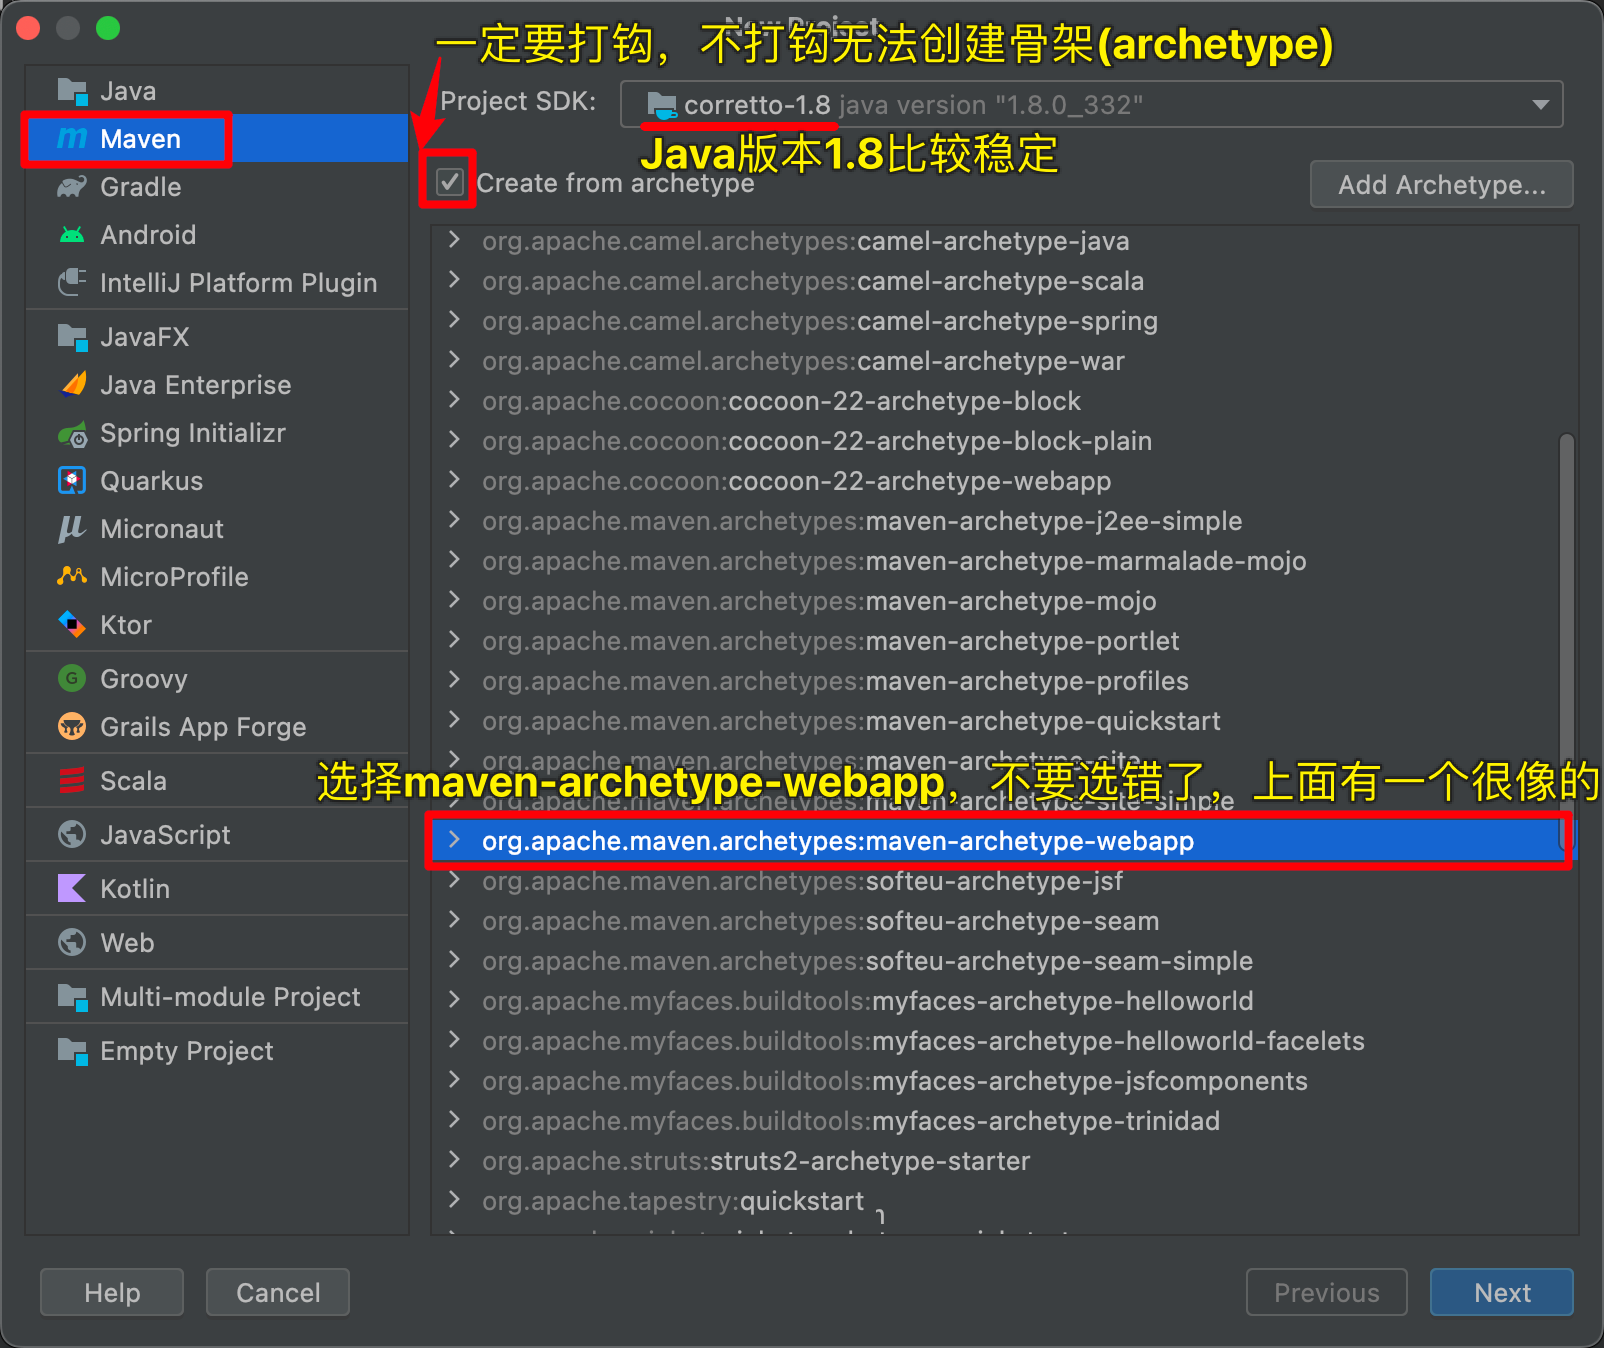 New Project
一定要打钩，不打钩无法创建骨架(archetype)
Java
Maven
Gradle
Android
IntelliJ Platform Plugin
JavaFX
Java Enterprise
Spring Initializr
Quarkus
Micronaut
MicroProfile
Ktor
Groovy
Grails App Forge
Scala
JavaScript
Kotlin
Web
Multi-module Project
Empty Project
Project SDK:
corretto-1.8 java version "1.8.0_332"
Java版本1.8比较稳定
Create from archetype
Add Archetype...
org.apache.camel.archetypes:camel-archetype-java
org.apache.camel.archetypes:camel-archetype-scala
org.apache.camel.archetypes:camel-archetype-spring
org.apache.camel.archetypes:camel-archetype-war
org.apache.cocoon:cocoon-22-archetype-block
org.apache.cocoon:cocoon-22-archetype-block-plain
org.apache.cocoon:cocoon-22-archetype-webapp
org.apache.maven.archetypes:maven-archetype-j2ee-simple
org.apache.maven.archetypes:maven-archetype-marmalade-mojo
org.apache.maven.archetypes:maven-archetype-mojo
org.apache.maven.archetypes:maven-archetype-portlet
org.apache.maven.archetypes:maven-archetype-profiles
org.apache.maven.archetypes:maven-archetype-quickstart
org.apache.maven.archetypes:maven-archetype-site
选择maven-archetype-webapp，不要选错了，上面有一个很像的
org.apache.maven.archetypes:maven-archetype-site-simple
org.apache.maven.archetypes:maven-archetype-webapp
org.apache.maven.archetypes:softeu-archetype-jsf
org.apache.maven.archetypes:softeu-archetype-seam
org.apache.maven.archetypes:softeu-archetype-seam-simple
org.apache.myfaces.buildtools:myfaces-archetype-helloworld
org.apache.myfaces.buildtools:myfaces-archetype-helloworld-facelets
org.apache.myfaces.buildtools:myfaces-archetype-jsfcomponents
org.apache.myfaces.buildtools:myfaces-archetype-trinidad
org.apache.struts:struts2-archetype-starter
org.apache.tapestry:quickstart
Help
Cancel
Previous
Next